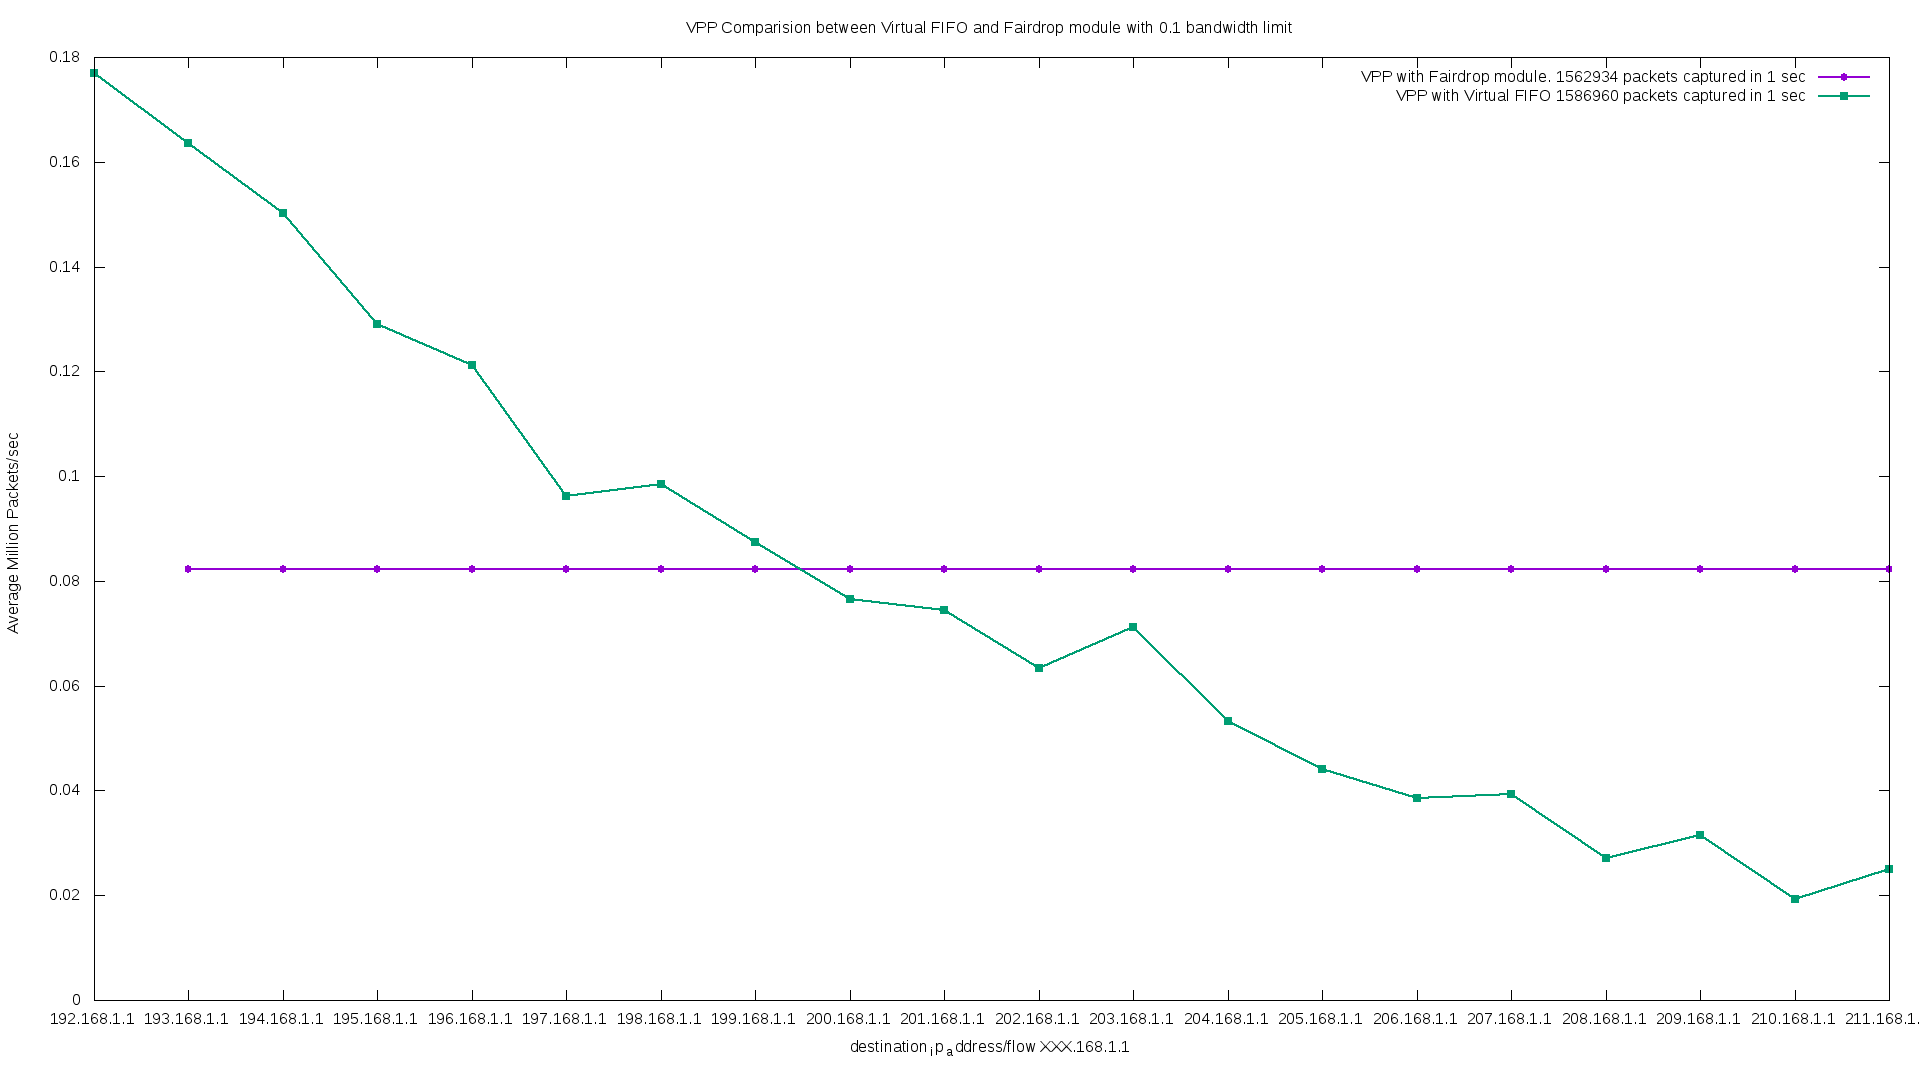 VPP Comparision between Virtual FIFO and Fairdrop module with 0.1 bandwidth limit
VPP with Fairdrop module. 1562934 packets captured in 1 sec
VPP with Virtual FIFO 1586960 packets captured in 1 sec
0.18
0.16
0.14
0.12
0.1
0.08
0.06
0.04
0.02
0
Average Million Packets/sec
192.168.1.1 193.168.1.1 194.168.1.1 195.168.1.1 196.168.1.1 197.168.1.1 198.168.1.1 199.168.1.1 200.168.1.1 201.168.1.1 202.168.1.1 203.168.1.1 204.168.1.1 205.168.1.1 206.168.1.1 207.168.1.1 208.168.1.1 209.168.1.1 210.168.1.1 211.168.1.
destinationipaddress/flow XXX.168.1.1